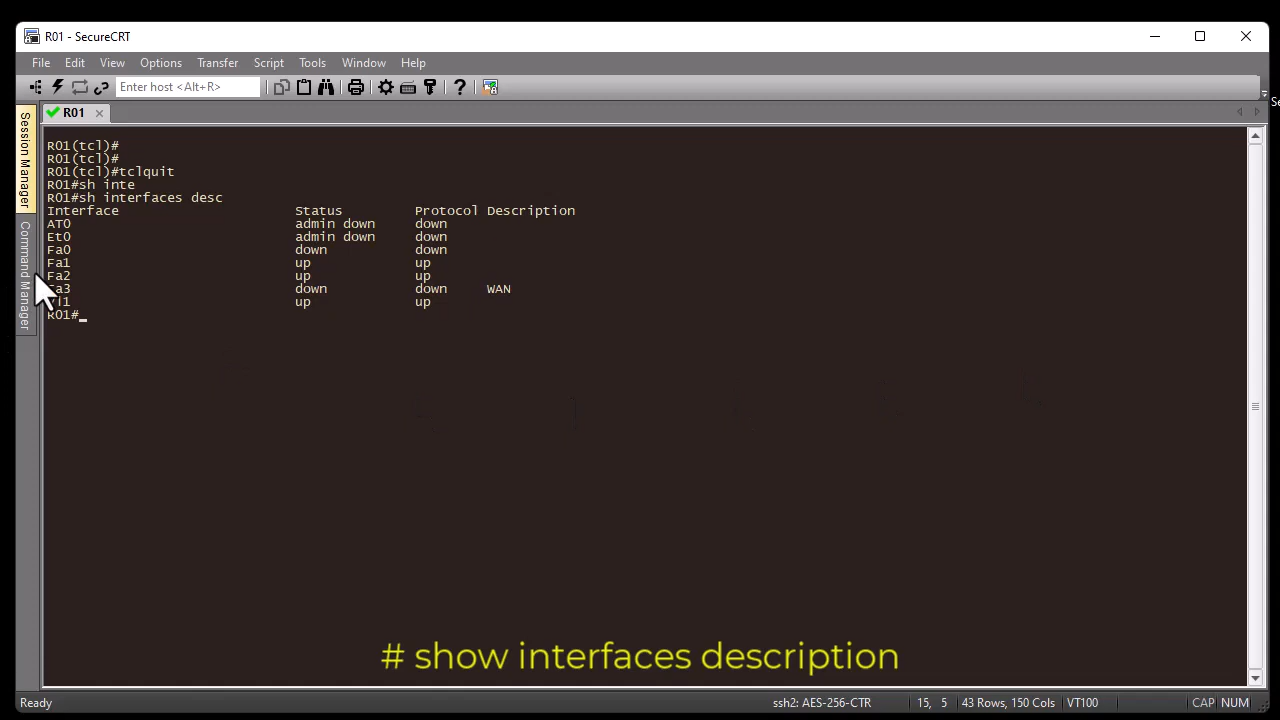 R01 - SecureCRT
File Edit View Options Transfer Script Tools Window Help
Enter host <Alt+R>
R01
Session Manager
Command Manager
R01(tcl)#
R01(tcl)#
R01(tcl)#tclquit
R01#sh inte
R01#sh interfaces desc
Interface Status Protocol Description
AT0 admin down down
Et0 admin down down
Fa0 down down
Fa1 up up
Fa2 up up
Fa3 down down WAN
Vl1 up up
R01#
# show interfaces description
Ready ssh2: AES-256-CTR 15, 5 43 Rows, 150 Cols VT100 CAP NUM